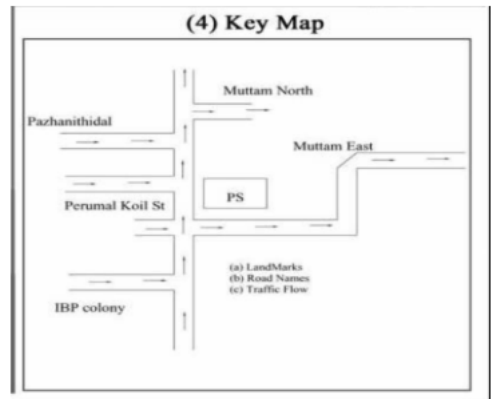 (4) Key Map
Muttam North
Pazhanithidal
Muttam East
PS
Perumal Koil St
(a) LandMarks
(b) Road Names
(c) Traffic Flow
IBP colony